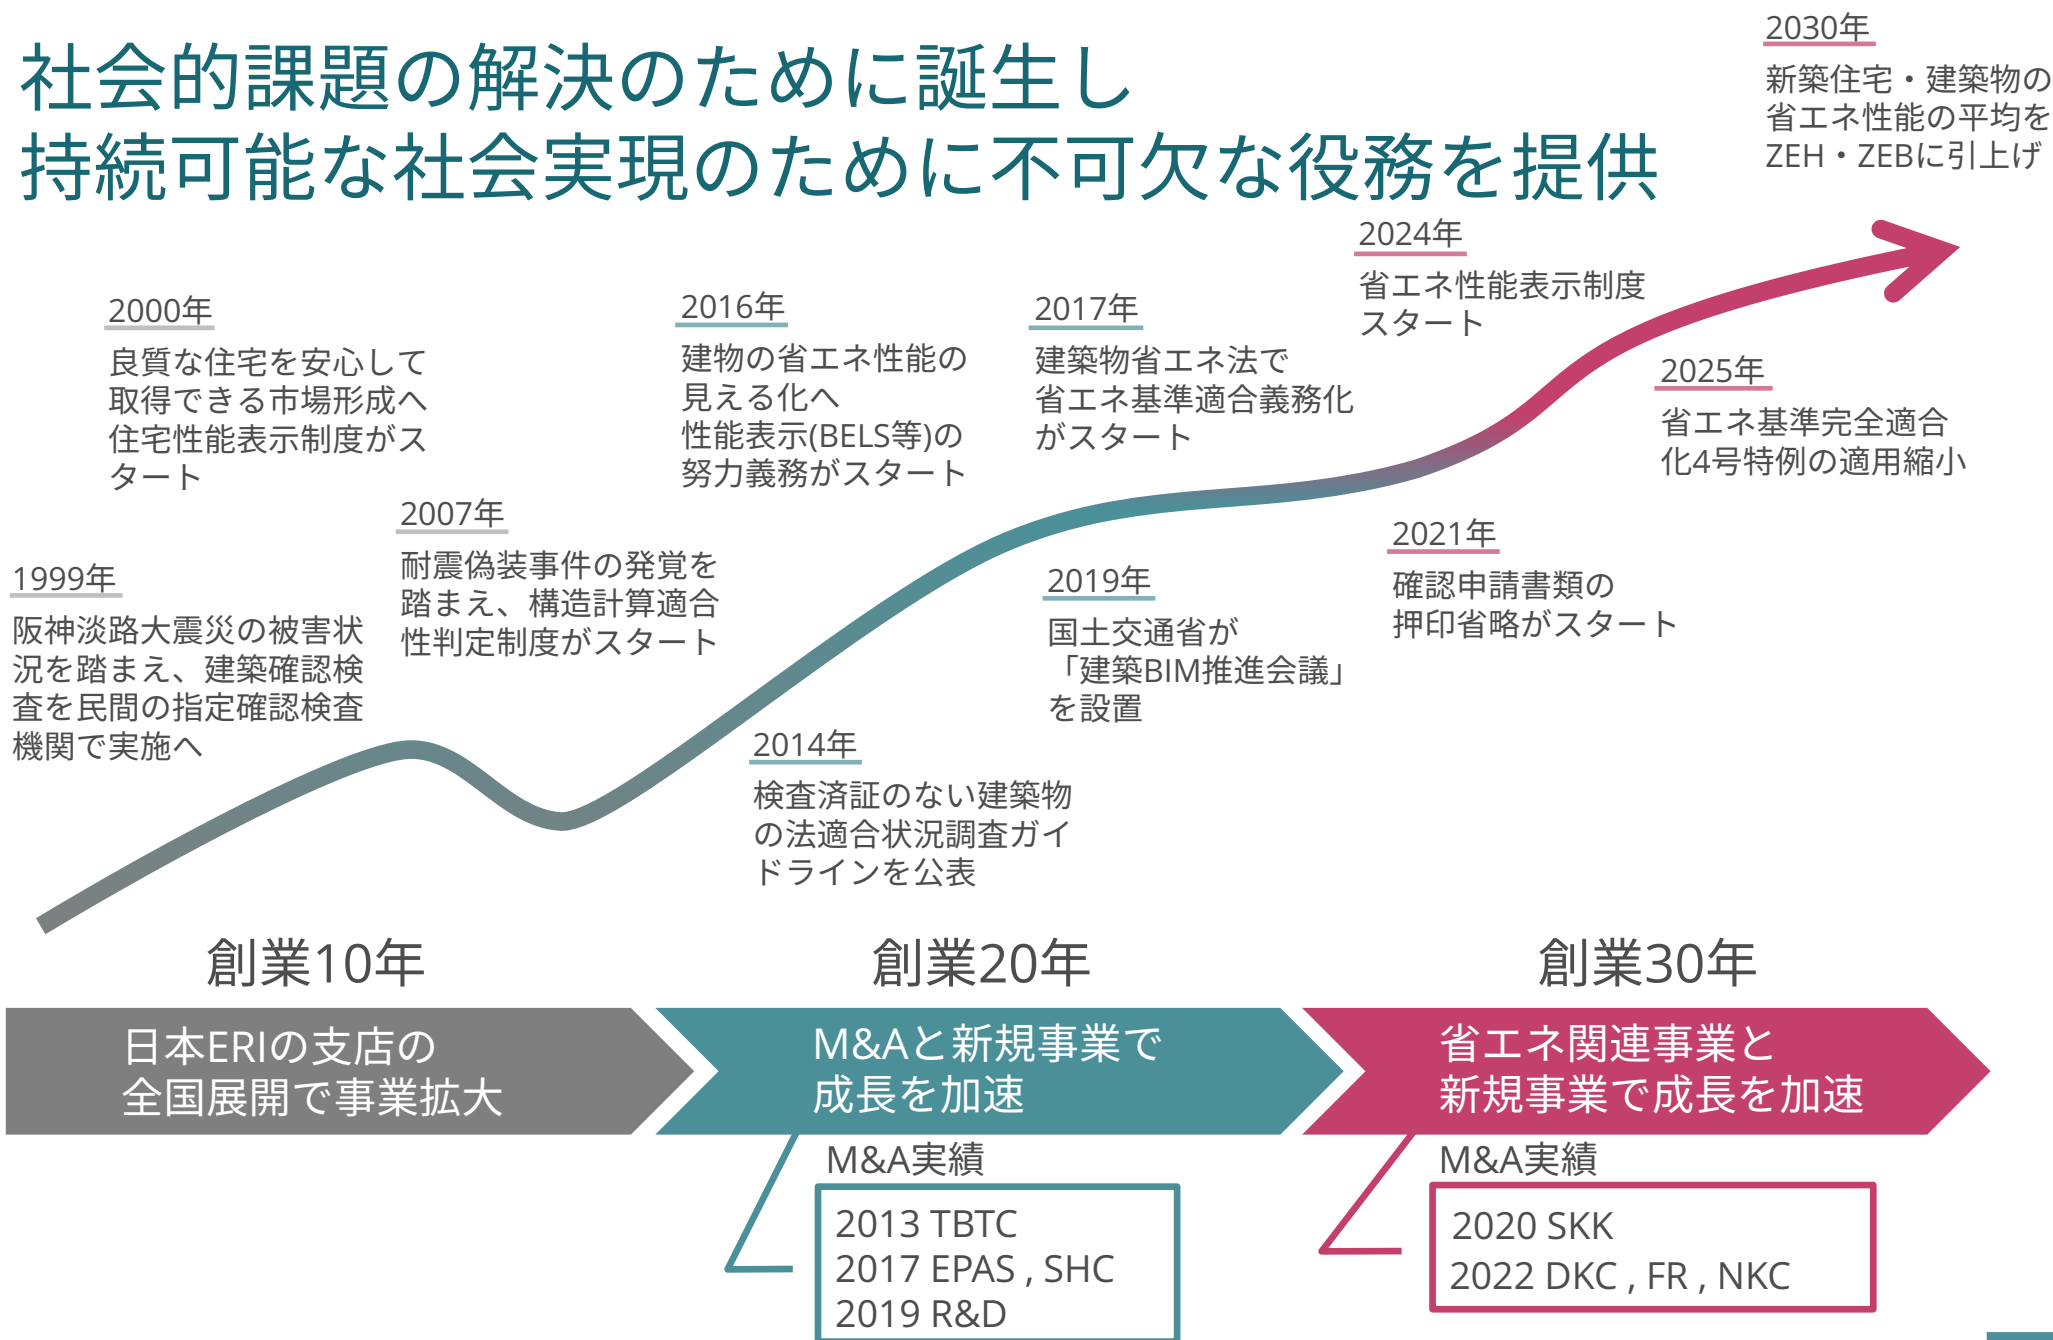 社会的課題の解決のために誕生し
持続可能な社会実現のために不可欠な役務を提供
1999年
阪神淡路大震災の被害状
況を踏まえ、建築確認検
査を民間の指定確認検査
機関で実施へ
2000年
良質な住宅を安心して
取得できる市場形成へ
住宅性能表示制度がス
タート
2007年
耐震偽装事件の発覚を
踏まえ、構造計算適合
性判定制度がスタート
2014年
検査済証のない建築物
の法適合状況調査ガイ
ドラインを公表
2016年
建物の省エネ性能の
見える化へ
性能表示(BELS等)の
努力義務がスタート
2017年
建築物省エネ法で
省エネ基準適合義務化
がスタート
2019年
国土交通省が
「建築BIM推進会議」
を設置
2021年
確認申請書類の
押印省略がスタート
2024年
省エネ性能表示制度
スタート
2025年
省エネ基準完全適合
化4号特例の適用縮小
2030年
新築住宅・建築物の
省エネ性能の平均を
ZEH・ZEBに引上げ
創業10年
日本ERIの支店の
全国展開で事業拡大
創業20年
M&Aと新規事業で
成長を加速
M&A実績
2013 TBTC
2017 EPAS , SHC
2019 R&D
創業30年
省エネ関連事業と
新規事業で成長を加速
M&A実績
2020 SKK
2022 DKC , FR , NKC